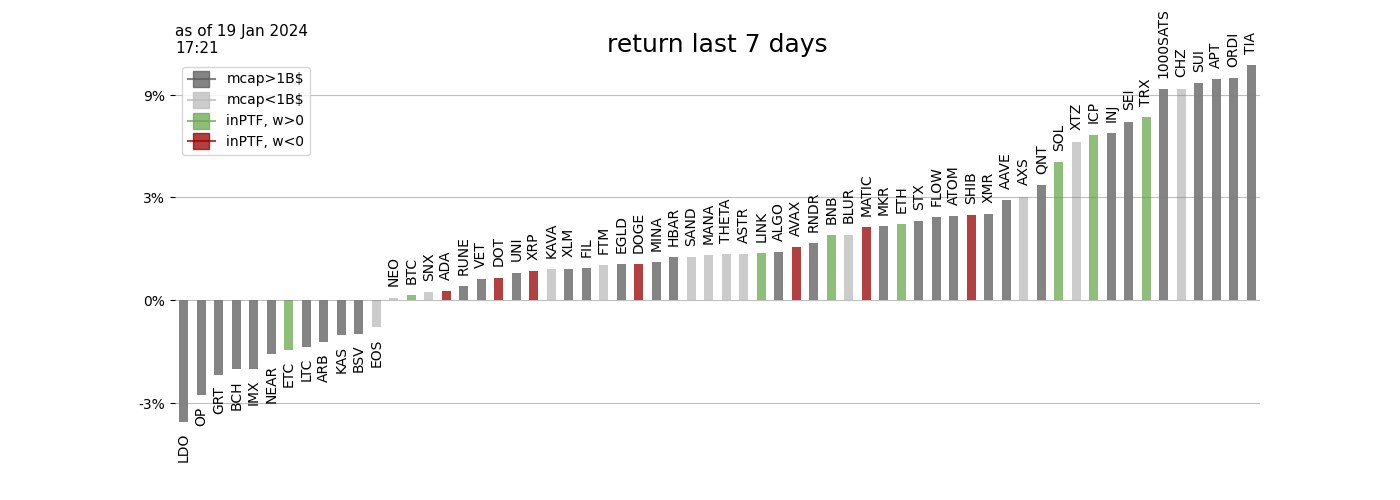 as of 19 Jan 2024
17:21
return last 7 days
mcap>1B$
mcap<1B$
inPTF, w>0
inPTF, w<0
9%
3%
0%
-3%
LDO
OP
GRT
BCH
IMX
NEAR
ETC
LTC
ARB
KAS
BSV
EOS
NEO
BTC
SNX
ADA
RUNE
VET
DOT
UNI
XRP
KAVA
XLM
FIL
FTM
EGLD
DOGE
MINA
HBAR
SAND
MANA
THETA
ASTR
LINK
ALGO
AVAX
RNDR
BNB
BLUR
MATIC
MKR
ETH
STX
FLOW
ATOM
SHIB
XMR
AAVE
AXS
QNT
SOL
XTZ
ICP
INJ
SEI
TRX
1000SATS
CHZ
SUI
APT
ORDI
TIA